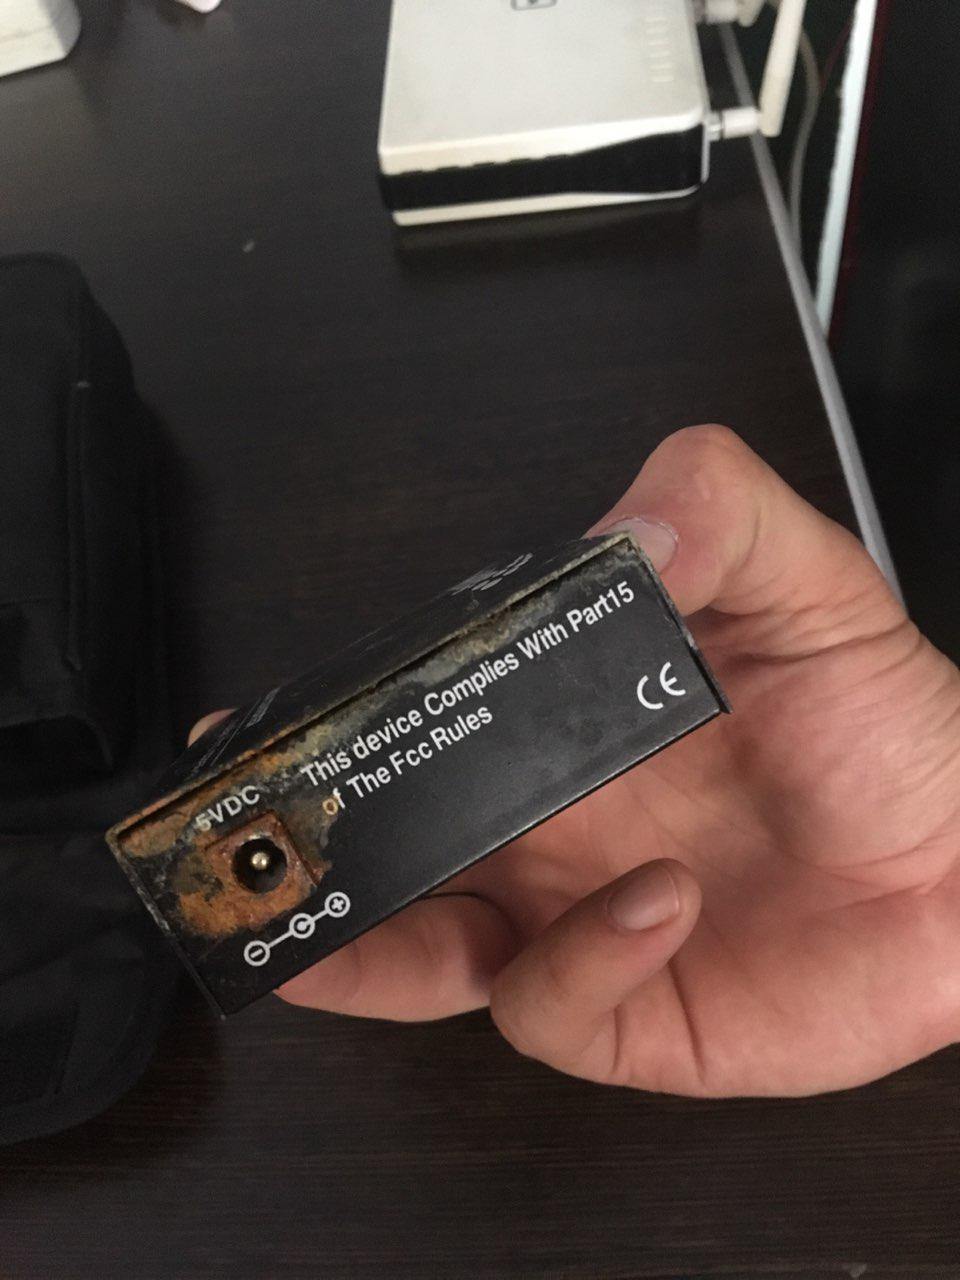 5VDC
This device Complies With Part15
of The Fcc Rules
CE